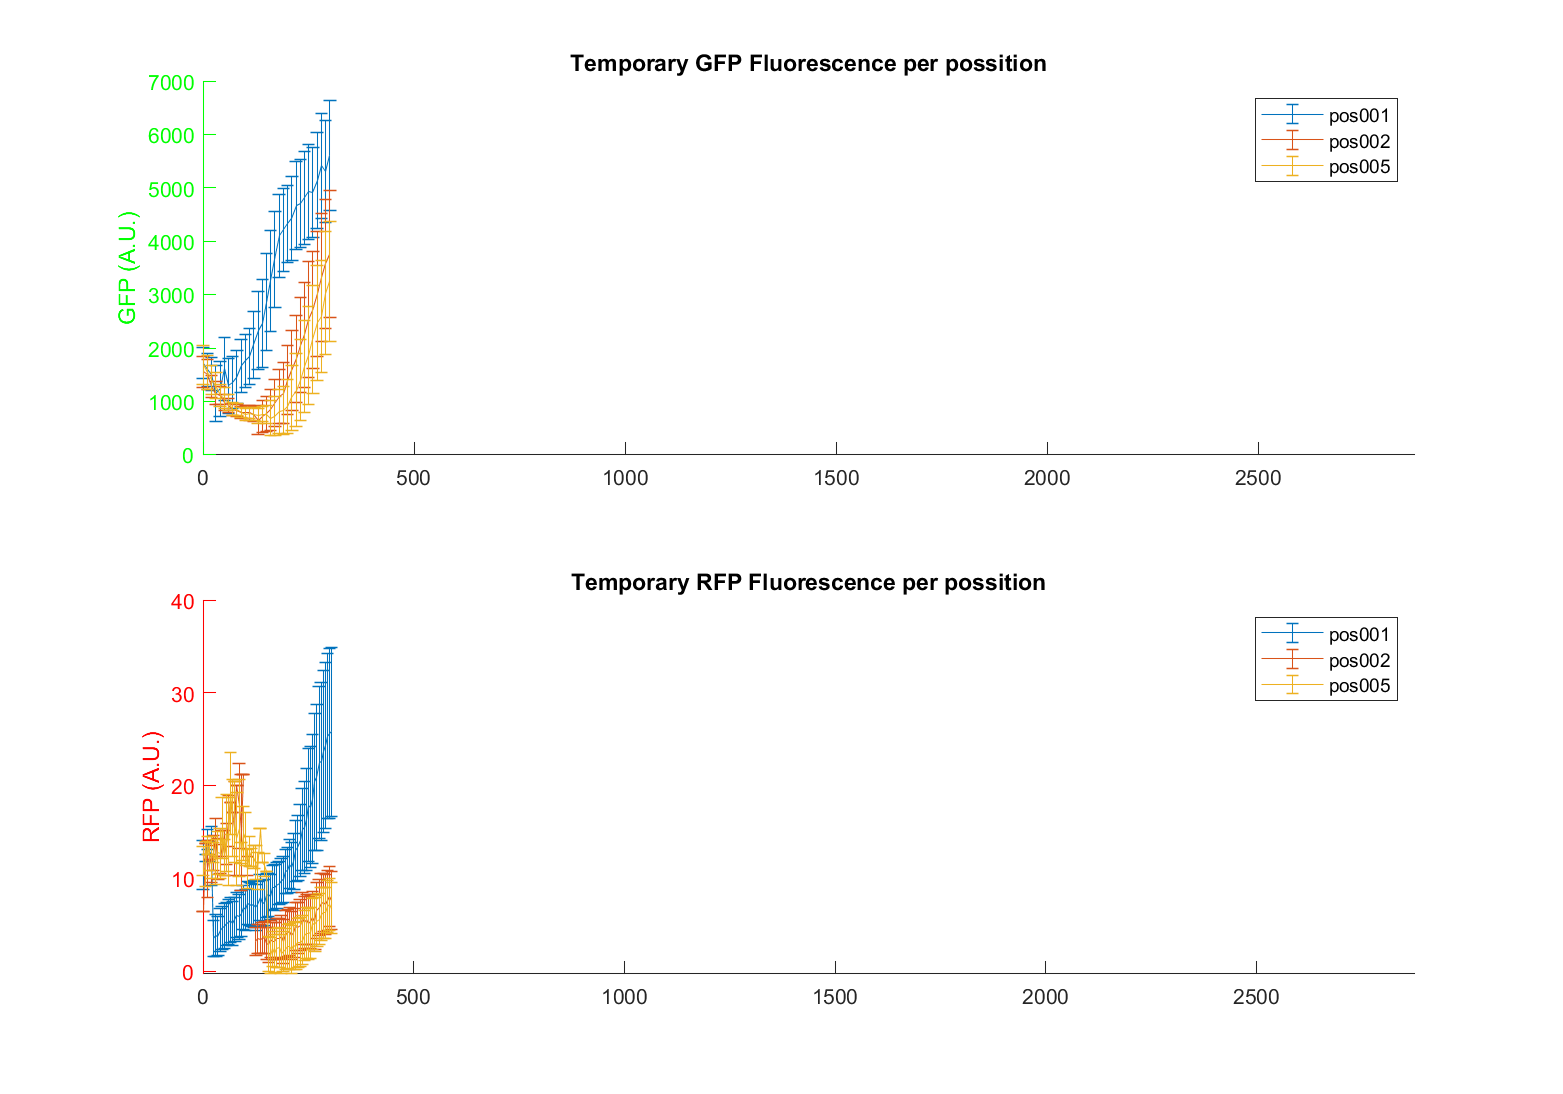 Temporary GFP Fluorescence per possition
7000
6000
5000
4000
3000
2000
1000
0
GFP (A.U.)
pos001
pos002
pos005
0 500 1000 1500 2000 2500
Temporary RFP Fluorescence per possition
40
30
20
10
0
RFP (A.U.)
pos001
pos002
pos005
0 500 1000 1500 2000 2500